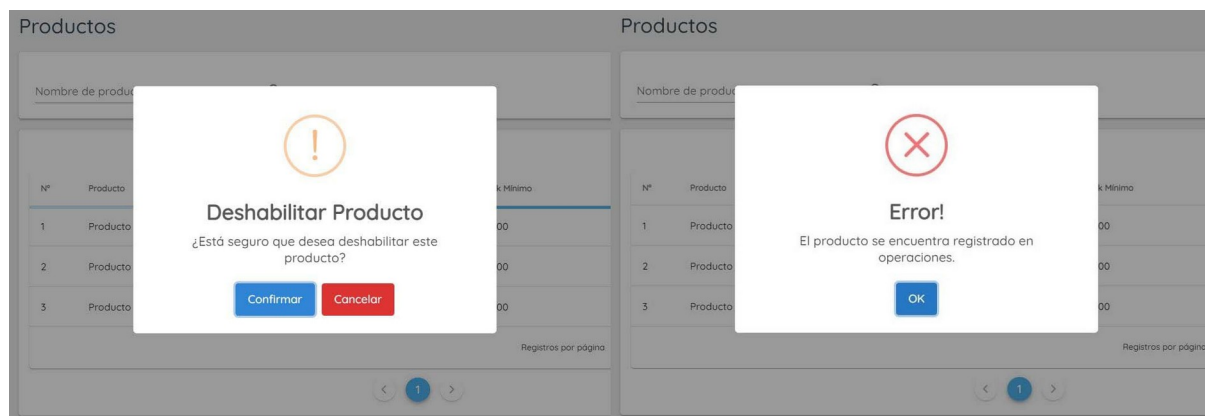 Productos
Nombre de produc
Deshabilitar Producto
¿Está seguro que desea deshabilitar este
producto?
Confirmar Cancelar
N° Producto k Mínimo
1 Producto 00
2 Producto 00
3 Producto 00
Registros por página
1
Productos
Nombre de produc
Error!
El producto se encuentra registrado en
operaciones.
OK
N° Producto k Mínimo
1 Producto 00
2 Producto 00
3 Producto 00
Registros por página
1